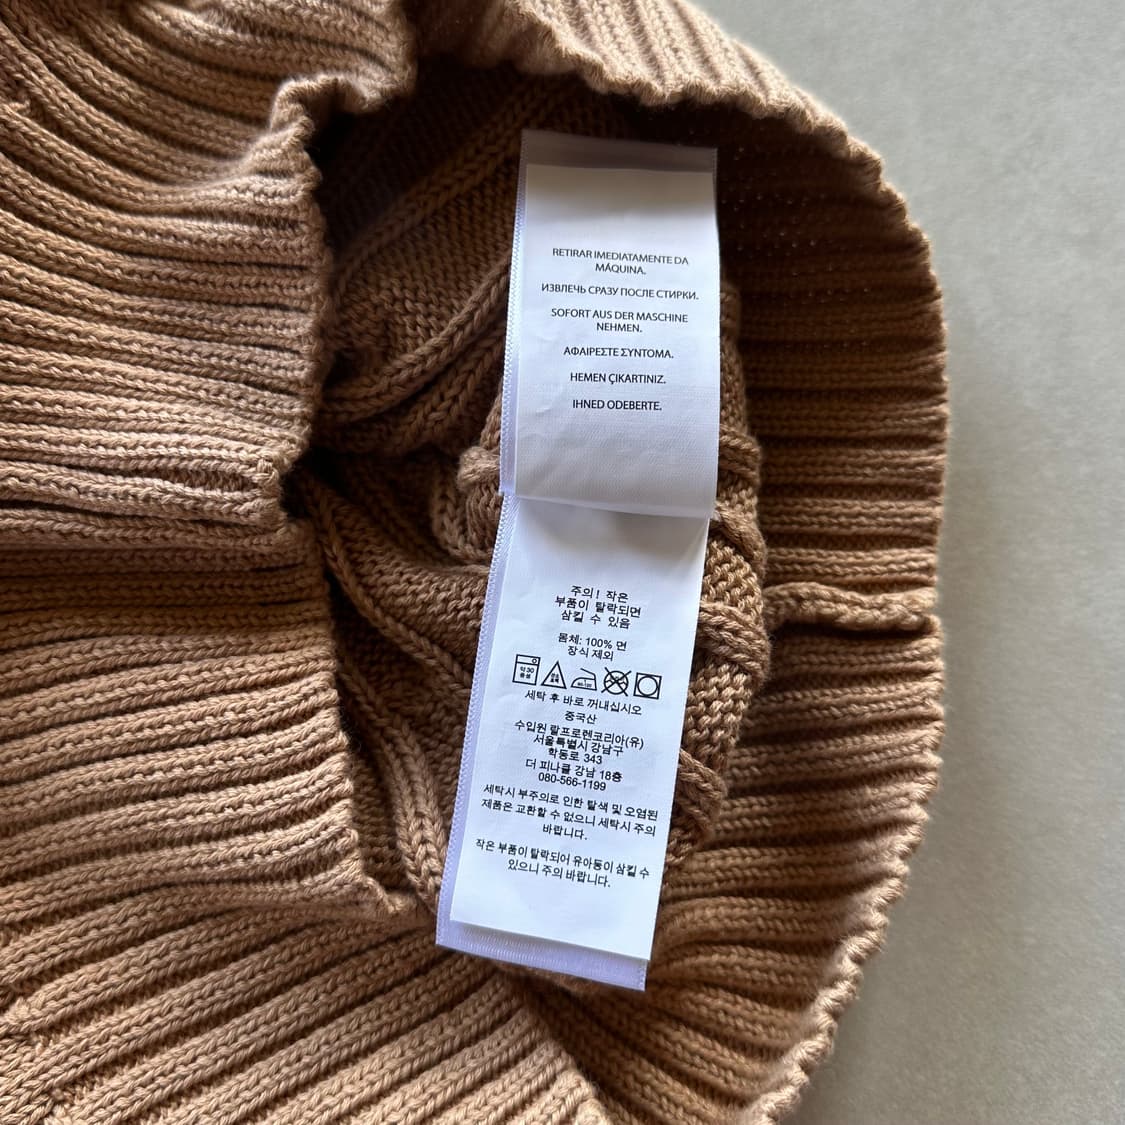 RETIRAR IMEDIATAMENTE DA
MÁQUINA.
ИЗВЛЕЧЬ СРАЗУ ПОСЛЕ СТИРКИ.
SOFORT AUS DER MASCHINE
NEHMEN.
ΑΦΑΙΡΕΣΤΕ ΣΥΝΤΟΜΑ.
HEMEN ÇIKARTINIZ.
IHNED ODEBERTE.
주의! 작은
부품이 탈락되면
삼킬 수 있음
몸체: 100% 면
장식 제외
약 30
중성
세탁 후 바로 꺼내십시오
중국산
수입원 랄프로렌코리아(유)
서울특별시 강남구
학동로 343
더 피나클 강남 18층
080-566-1199
세탁시 부주의로 인한 탈색 및 오염된
제품은 교환할 수 없으니 세탁시 주의
바랍니다.
작은 부품이 탈락되어 유아동이 삼킬 수
있으니 주의 바랍니다.